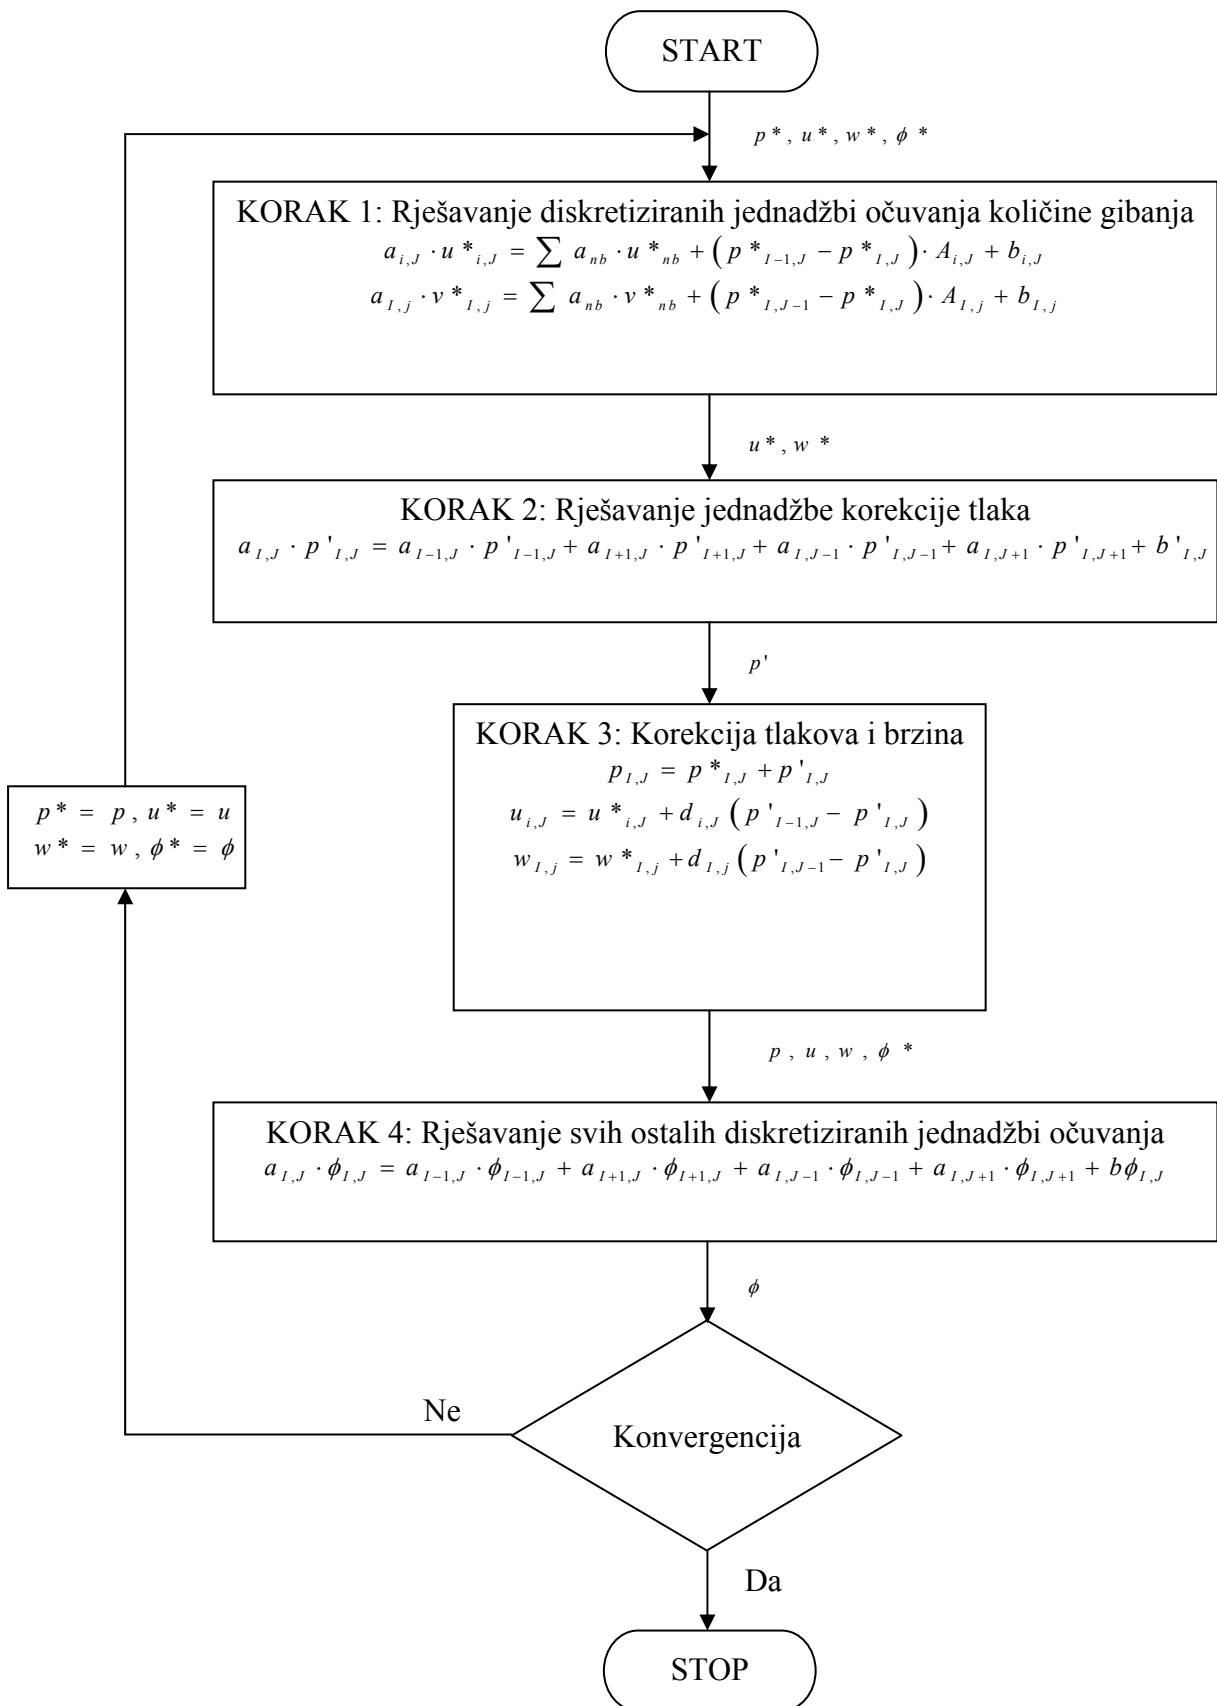 START
p*, u*, w*, ϕ*
KORAK 1: Rješavanje diskretiziranih jednadžbi očuvanja količine gibanja
a_{i,J} · u*_{i,J} = ∑ a_{nb} · u*_{nb} + (p*_{I−1,J} − p*_{I,J}) · A_{i,J} + b_{i,J}
a_{I,j} · v*_{I,j} = ∑ a_{nb} · v*_{nb} + (p*_{I,J−1} − p*_{I,J}) · A_{I,j} + b_{I,j}
u*, w*
KORAK 2: Rješavanje jednadžbe korekcije tlaka
a_{I,J} · p'_{I,J} = a_{I−1,J} · p'_{I−1,J} + a_{I+1,J} · p'_{I+1,J} + a_{I,J−1} · p'_{I,J−1} + a_{I,J+1} · p'_{I,J+1} + b'_{I,J}
p'
KORAK 3: Korekcija tlakova i brzina
p_{I,J} = p*_{I,J} + p'_{I,J}
u_{i,J} = u*_{i,J} + d_{i,J} (p'_{I−1,J} − p'_{I,J})
w_{I,j} = w*_{I,j} + d_{I,j} (p'_{I,J−1} − p'_{I,J})
p* = p, u* = u
w* = w, ϕ* = ϕ
p, u, w, ϕ*
KORAK 4: Rješavanje svih ostalih diskretiziranih jednadžbi očuvanja
a_{I,J} · ϕ_{I,J} = a_{I−1,J} · ϕ_{I−1,J} + a_{I+1,J} · ϕ_{I+1,J} + a_{I,J−1} · ϕ_{I,J−1} + a_{I,J+1} · ϕ_{I,J+1} + bϕ_{I,J}
ϕ
Ne
Konvergencija
Da
STOP